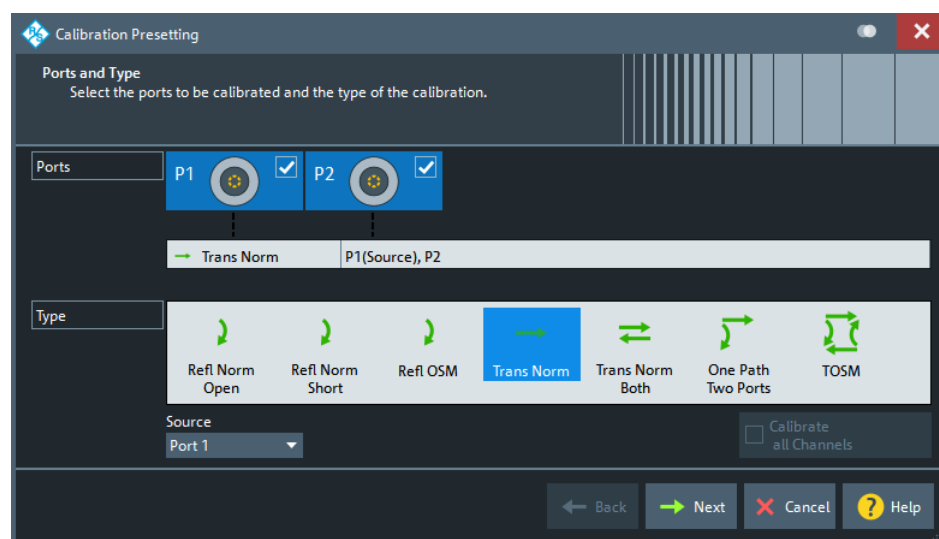 Calibration Presetting
Ports and Type
Select the ports to be calibrated and the type of the calibration.
Ports
P1
P2
Trans Norm
P1(Source), P2
Type
Refl Norm
Open
Refl Norm
Short
Refl OSM
Trans Norm
Trans Norm
Both
One Path
Two Ports
TOSM
Source
Port 1
Calibrate
all Channels
Back
Next
Cancel
? Help